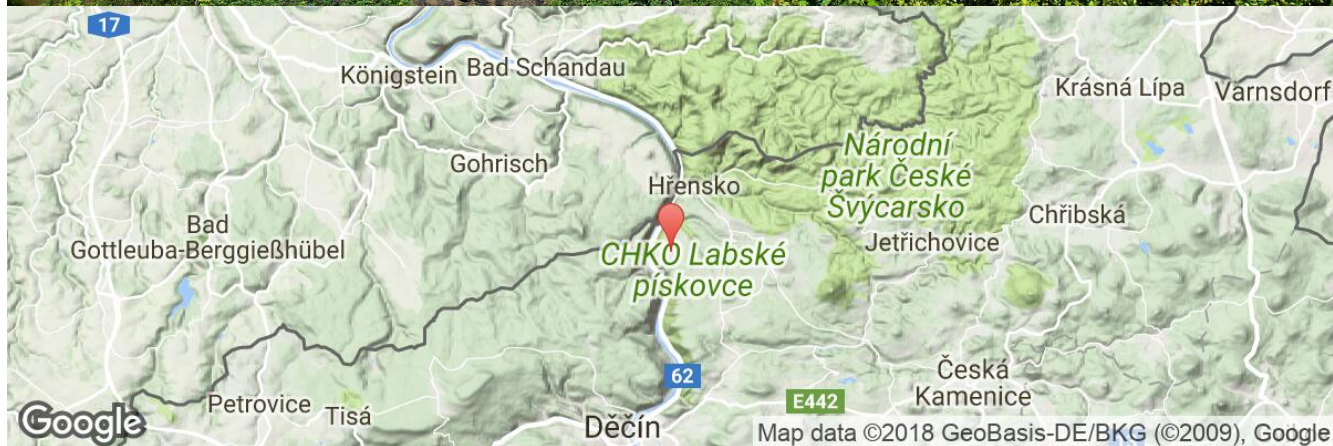 17
Königstein
Bad Schandau
Krásná Lípa
Varnsdorf
Gohrisch
Hřensko
Národní
park České
Švýcarsko
Chřibská
Jetřichovice
Bad
Gottleuba-Berggießhübel
CHKO Labské
pískovce
62
Česká
Kamenice
E442
Petrovice
Tisá
Děčín
Google
Map data ©2018 GeoBasis-DE/BKG (©2009), Google